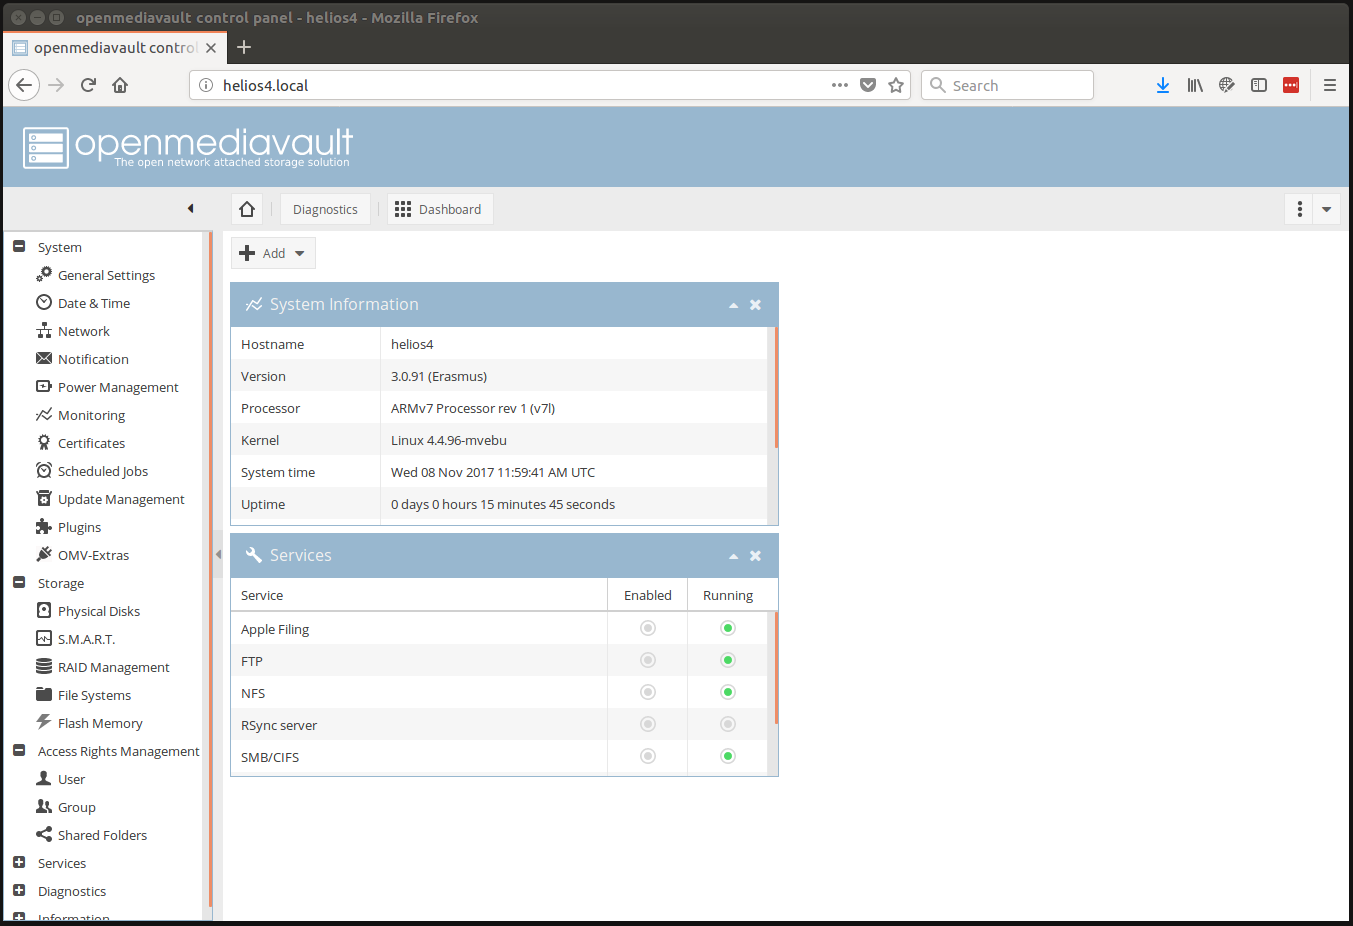 openmediavault control panel - helios4 - Mozilla Firefox
openmediavault control
helios4.local
Search
openmediavault
The open network attached storage solution
Diagnostics
Dashboard
Add
System
General Settings
Date & Time
Network
Notification
Power Management
Monitoring
Certificates
Scheduled Jobs
Update Management
Plugins
OMV-Extras
Storage
Physical Disks
S.M.A.R.T.
RAID Management
File Systems
Flash Memory
Access Rights Management
User
Group
Shared Folders
Services
Diagnostics
Information
System Information
Hostname helios4
Version 3.0.91 (Erasmus)
Processor ARMv7 Processor rev 1 (v7l)
Kernel Linux 4.4.96-mvebu
System time Wed 08 Nov 2017 11:59:41 AM UTC
Uptime 0 days 0 hours 15 minutes 45 seconds
Services
Service Enabled Running
Apple Filing
FTP
NFS
RSync server
SMB/CIFS